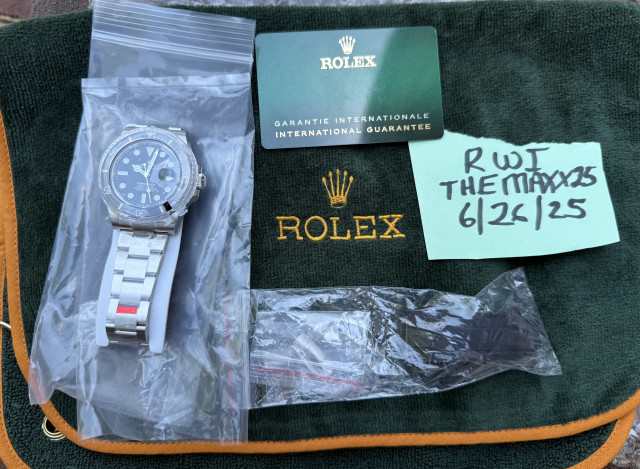 ROLEX
GARANTIE INTERNATIONALE
INTERNATIONAL GUARANTEE
RWI
THEMAXX25
6/26/25
ROLEX